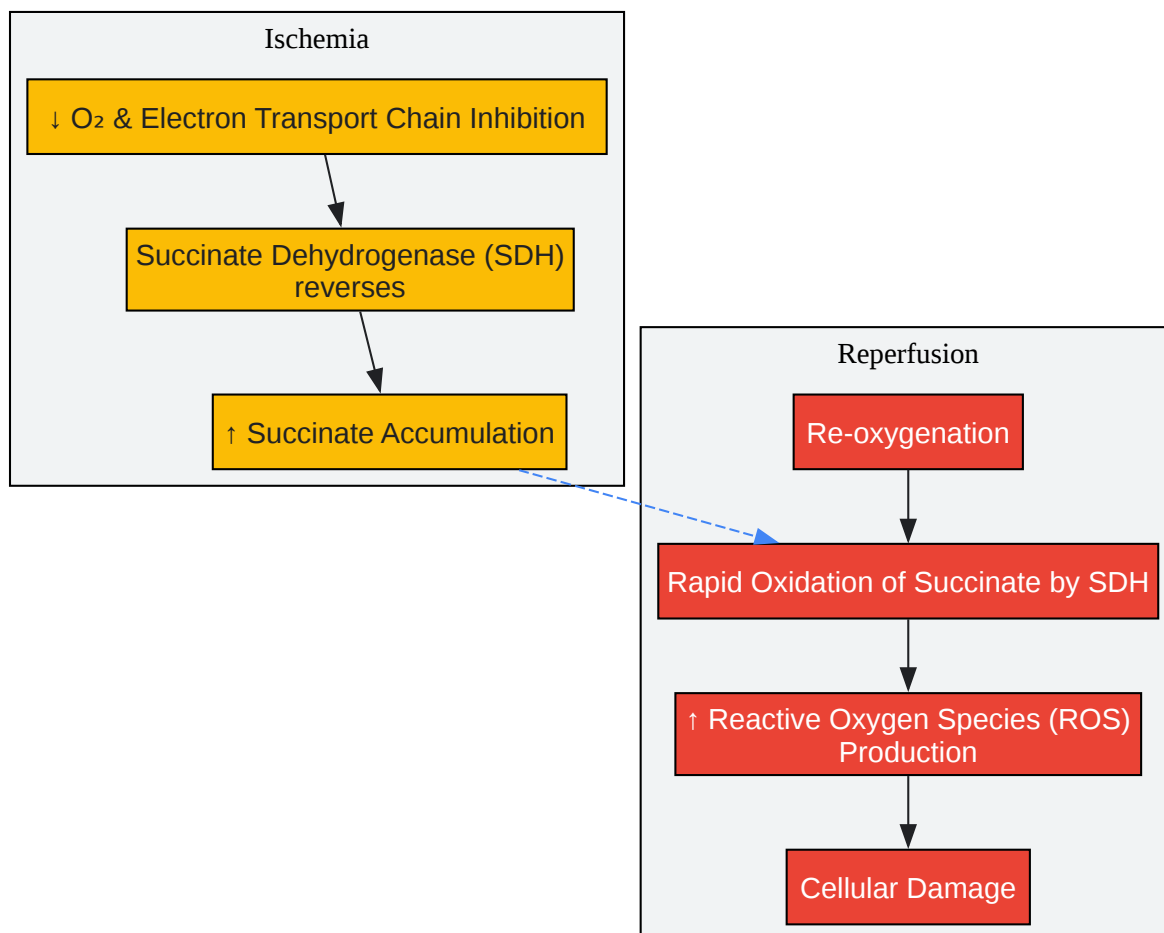 Ischemia
↓ O₂ & Electron Transport Chain Inhibition
Succinate Dehydrogenase (SDH)
reverses
↑ Succinate Accumulation
Reperfusion
Re-oxygenation
Rapid Oxidation of Succinate by SDH
↑ Reactive Oxygen Species (ROS)
Production
Cellular Damage